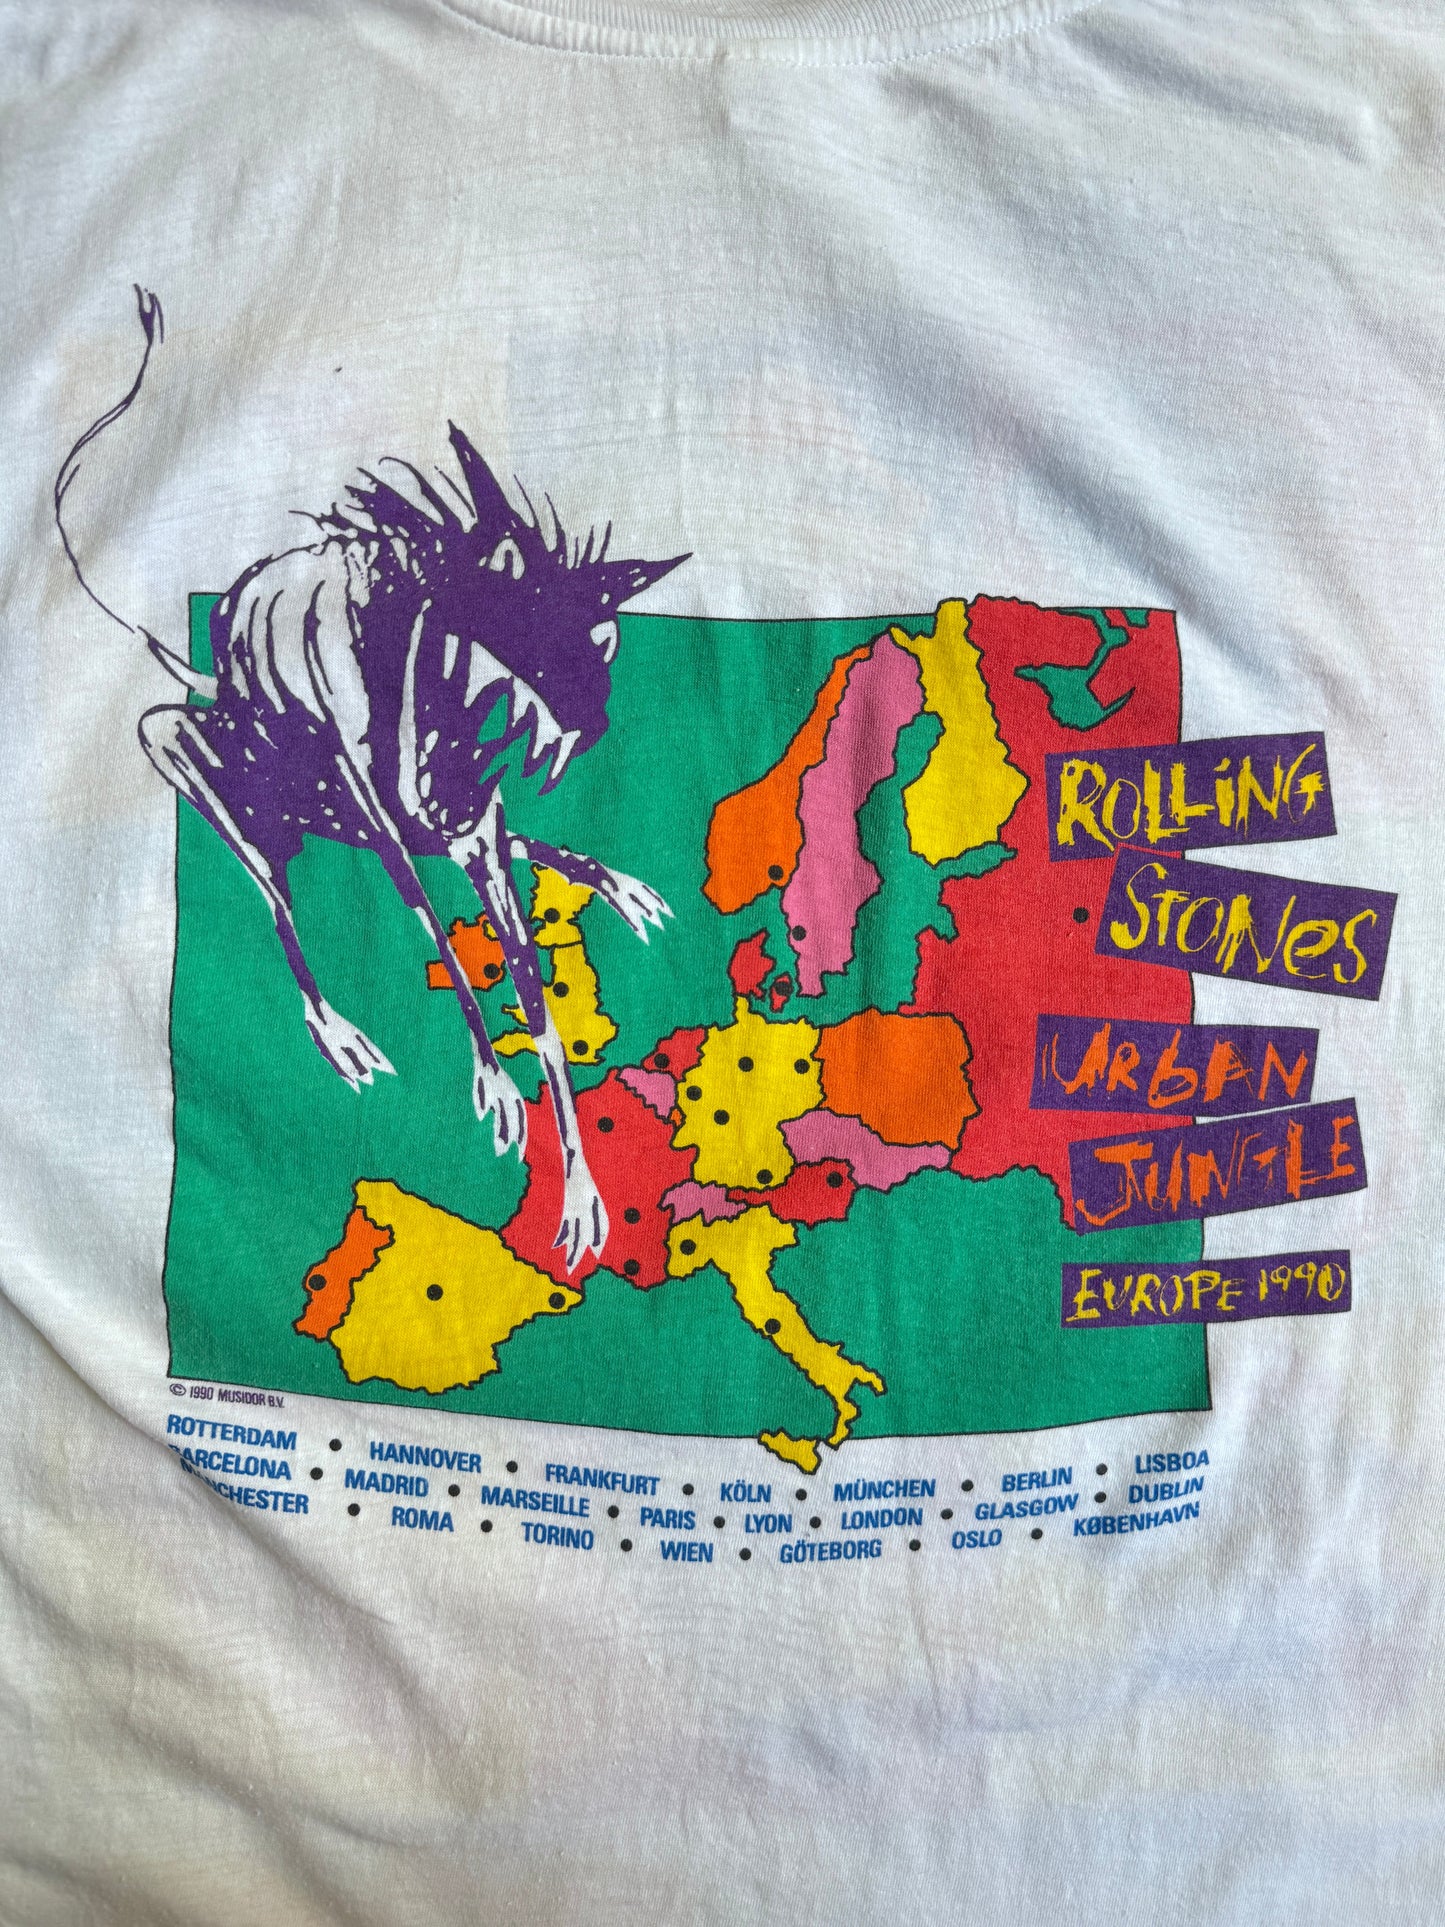 ROLLING
STONES
URBAN
JUNGLE
EUROPE 1990
© 1990 MUSIDOR B.V.
ROTTERDAM • HANNOVER • FRANKFURT • KÖLN • MÜNCHEN • BERLIN • LISBOA
BARCELONA • MADRID • MARSEILLE • PARIS • LYON • LONDON • GLASGOW • DUBLIN
MANCHESTER • ROMA • TORINO • WIEN • GÖTEBORG • OSLO • KØBENHAVN